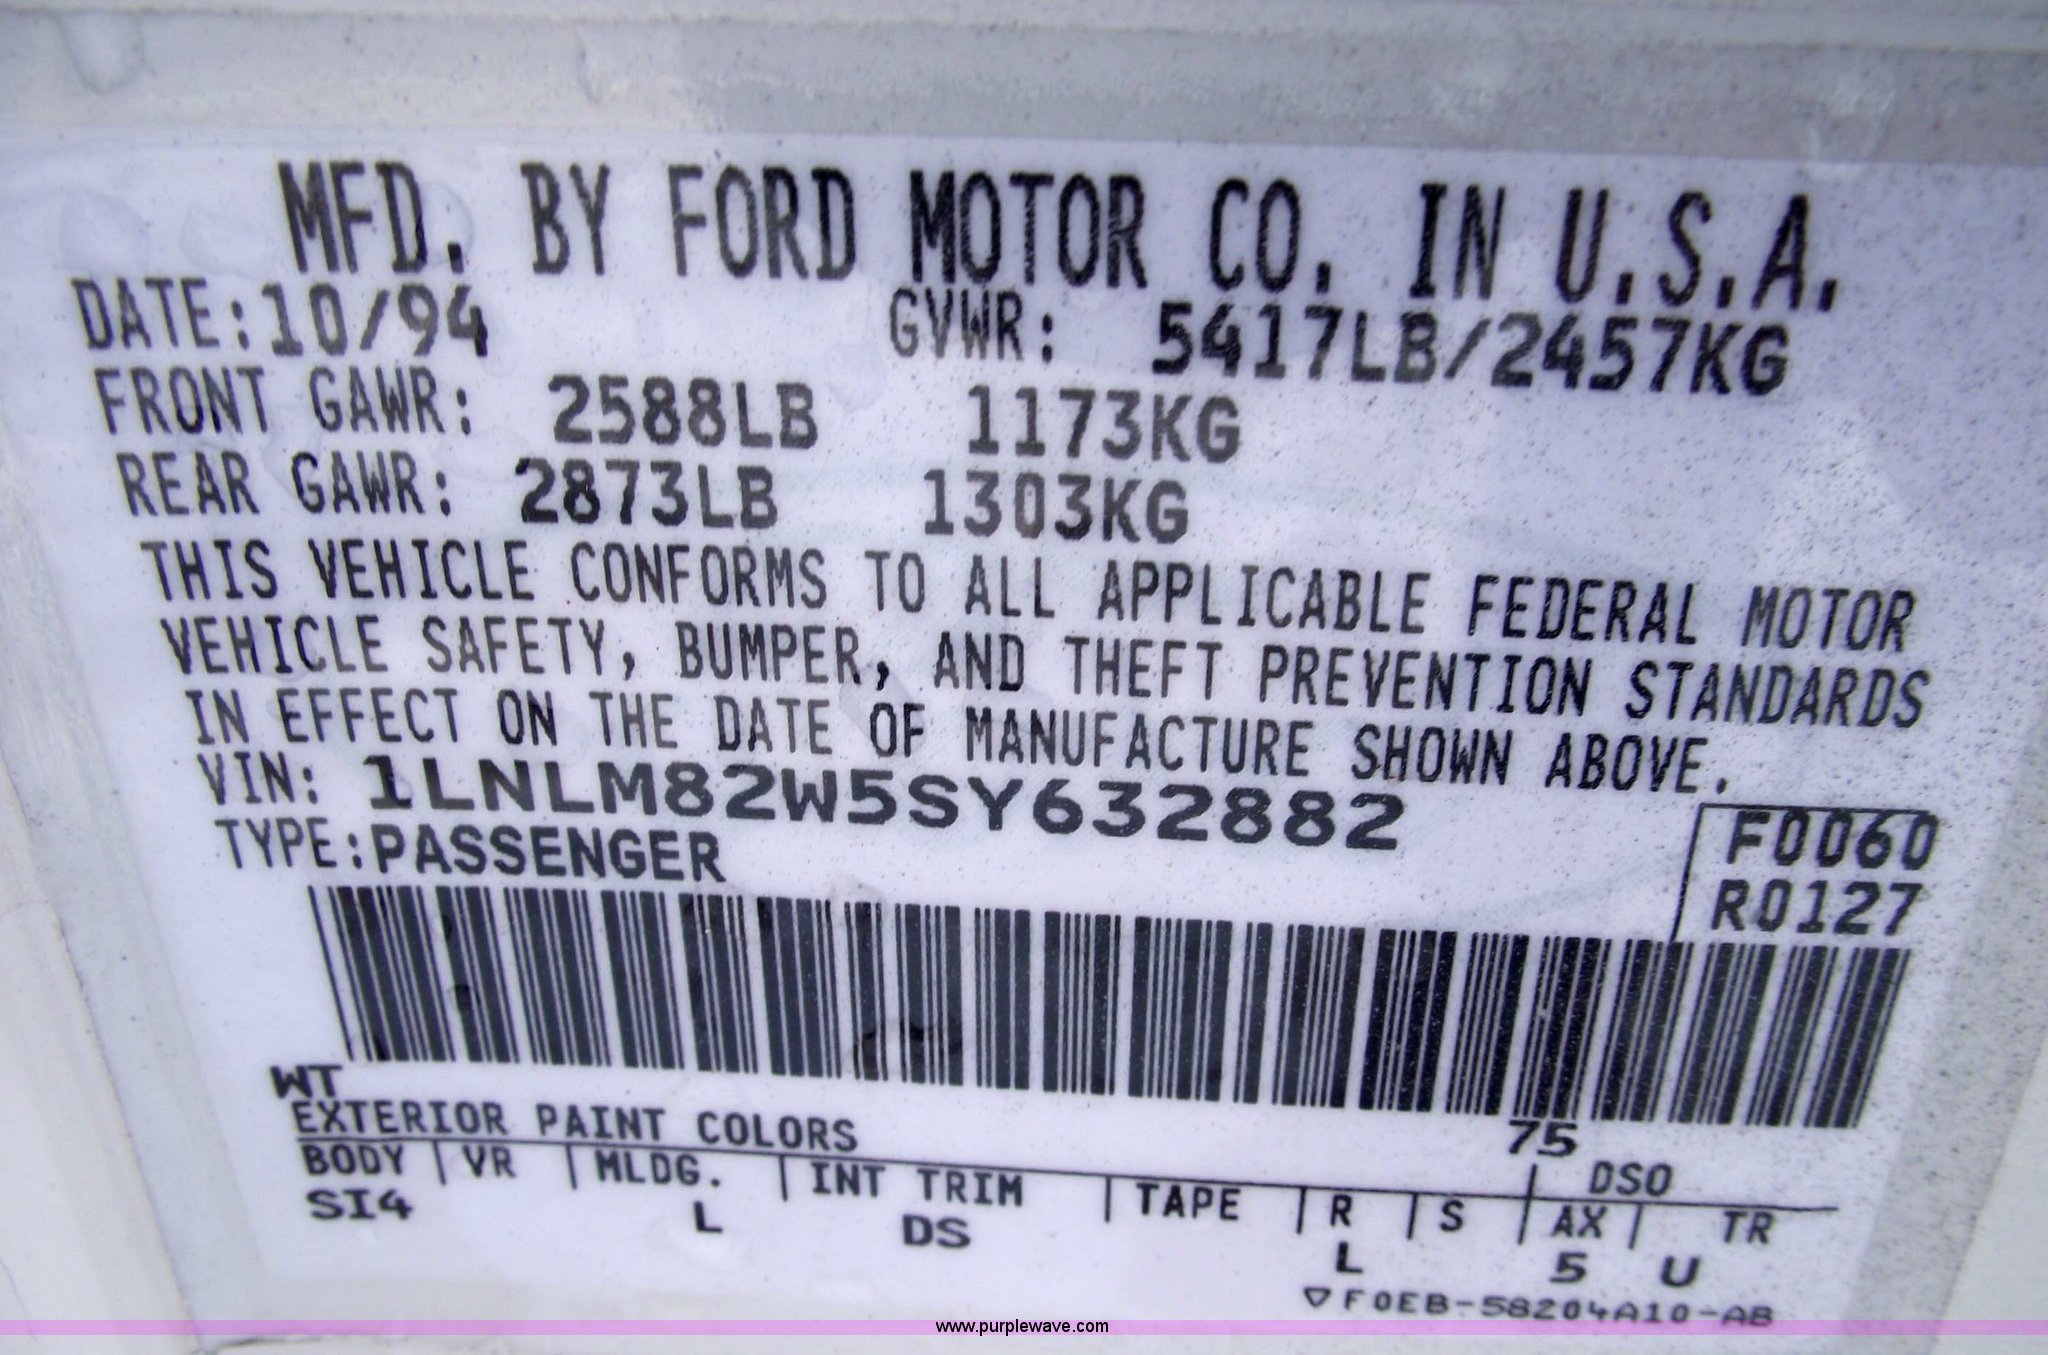 MFD. BY FORD MOTOR CO. IN U.S.A.
DATE:10/94 GVWR: 5417LB/2457KG
FRONT GAWR: 2588LB 1173KG
REAR GAWR: 2873LB 1303KG
THIS VEHICLE CONFORMS TO ALL APPLICABLE FEDERAL MOTOR
VEHICLE SAFETY, BUMPER, AND THEFT PREVENTION STANDARDS
IN EFFECT ON THE DATE OF MANUFACTURE SHOWN ABOVE.
VIN: 1LNLM82W5SY632882
TYPE:PASSENGER
F0060
R0127
WT
EXTERIOR PAINT COLORS 75 DSO
BODY VR MLDG. INT TRIM TAPE R S AX TR
SI4 L DS L 5 U
▽F0EB-58204A10-AB
www.purplewave.com